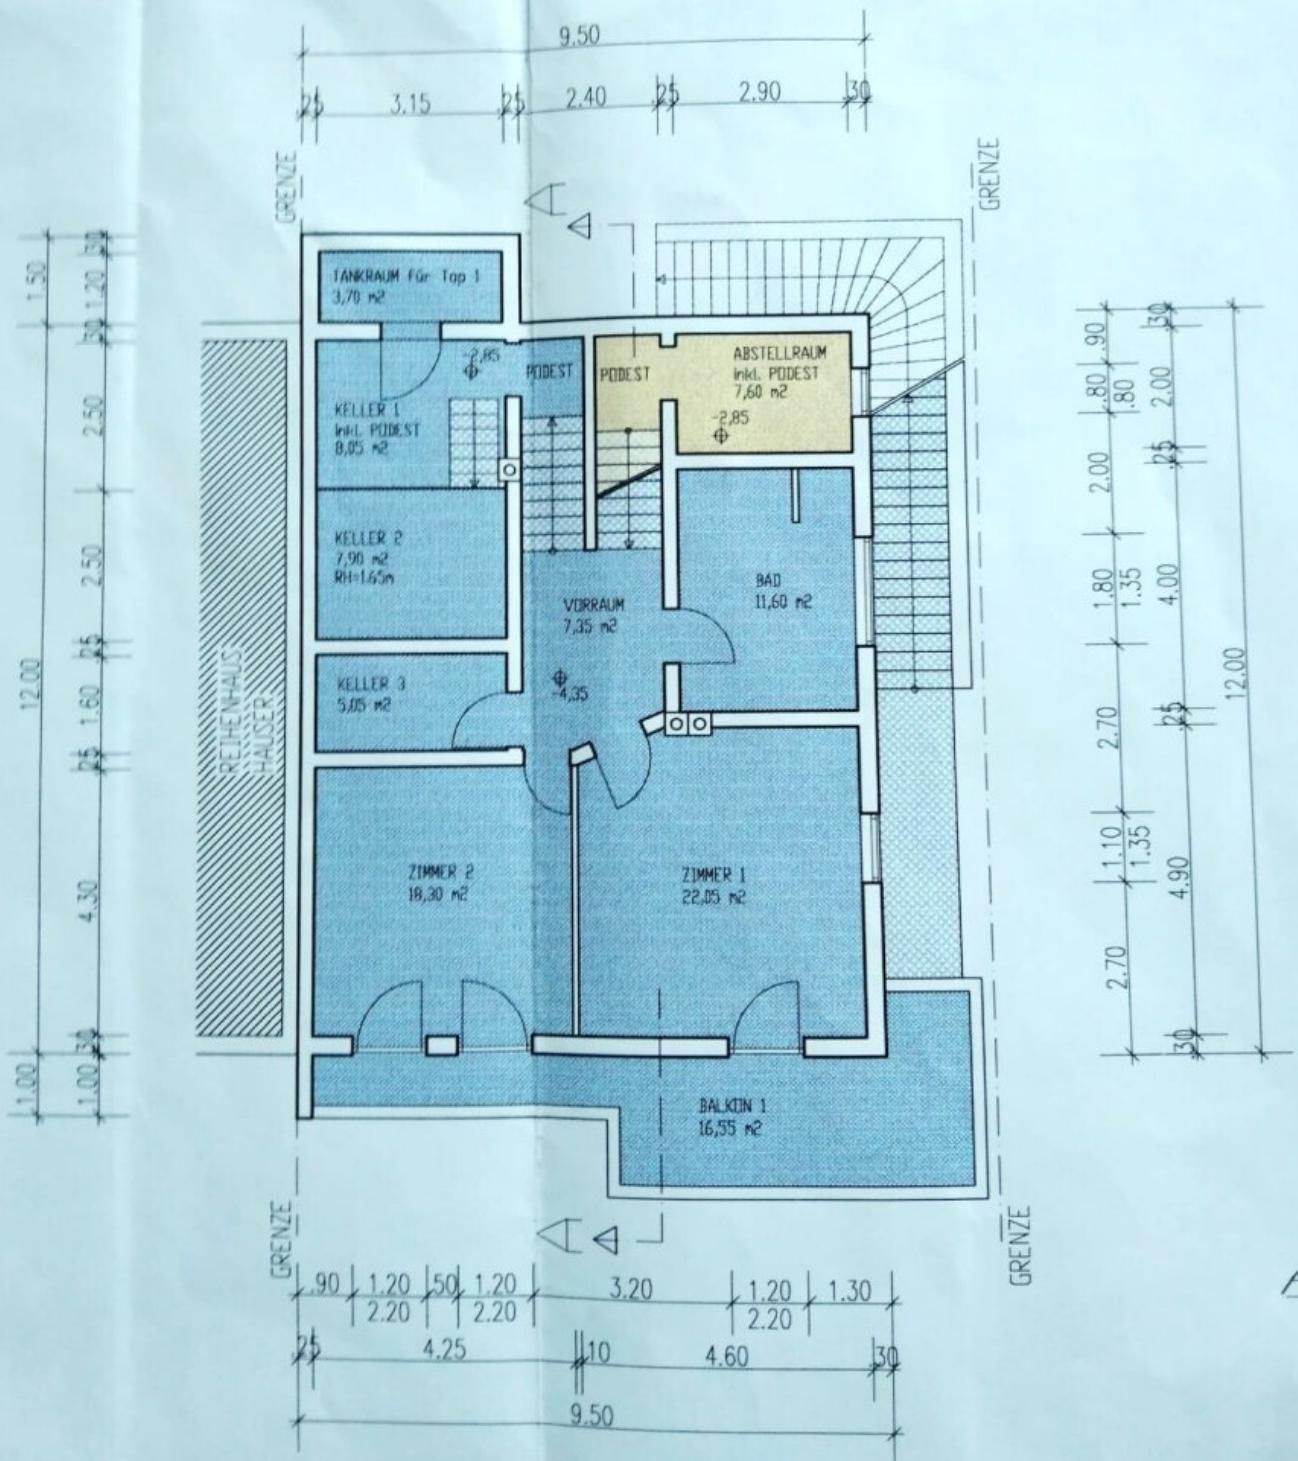 9.50
25 3.15 25 2.40 25 2.90 30
GRENZE
GRENZE
A
TANKRAUM für Top 1
3,70 m2
-2,85
PODEST
PODEST
ABSTELLRAUM
inkl. PODEST
7,60 m2
-2,85
KELLER 1
inkl. PODEST
8,05 m2
KELLER 2
7,90 m2
RH=1.65m
VORRAUM
7,35 m2
-4,35
BAD
11,60 m2
KELLER 3
5,05 m2
REIHENHAUS
HÄUSER
ZIMMER 2
18,30 m2
ZIMMER 1
22,05 m2
BALKON 1
16,55 m2
A
GRENZE
GRENZE
1.50
12.00
1.00
30
1.20
30
2.50
2.50
25
1.60
25
4.30
30
1.00
.90
.80
.80
2.00
1.80
1.35
2.70
1.10
1.35
2.70
30
2.00
25
4.00
25
4.90
30
12.00
.90 1.20 50 1.20 3.20 1.20 1.30
2.20 2.20 2.20
25 4.25 10 4.60 30
9.50